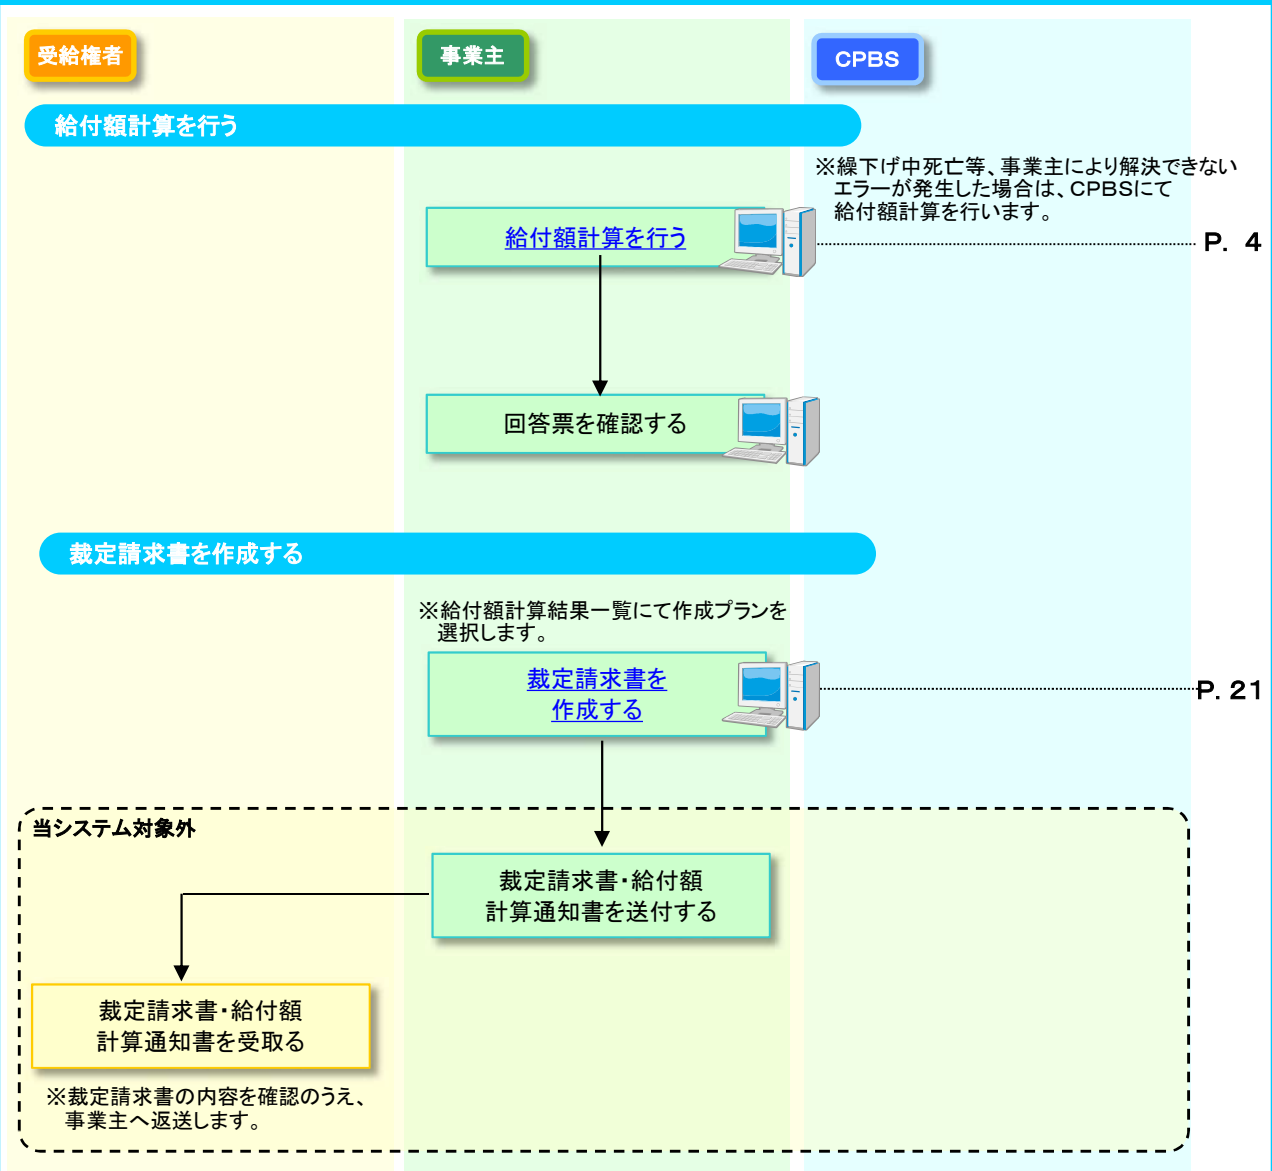 受給権者
事業主
CPBS
給付額計算を行う
※繰下げ中死亡等、事業主により解決できない
エラーが発生した場合は、CPBSにて
給付額計算を行います。
給付額計算を行う
P. 4
回答票を確認する
裁定請求書を作成する
※給付額計算結果一覧にて作成プランを
選択します。
裁定請求書を
作成する
P. 21
当システム対象外
裁定請求書・給付額
計算通知書を送付する
裁定請求書・給付額
計算通知書を受取る
※裁定請求書の内容を確認のうえ、
事業主へ返送します。